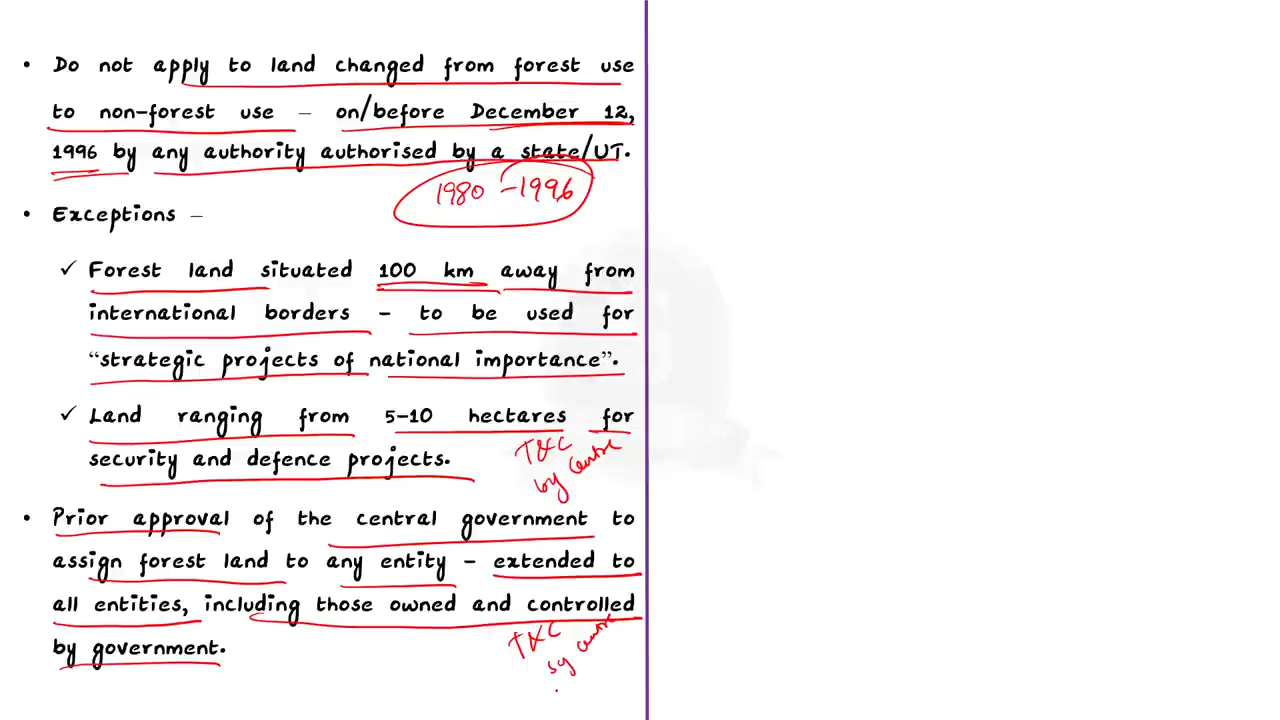 • Do not apply to land changed from forest use
to non-forest use – on/before December 12,
1996 by any authority authorised by a state/UT.
1980 – 1996
• Exceptions –
✓ Forest land situated 100 km away from
international borders - to be used for
“strategic projects of national importance”.
✓ Land ranging from 5-10 hectares for
security and defence projects.
T&C
by centre
• Prior approval of the central government to
assign forest land to any entity – extended to
all entities, including those owned and controlled
by government.
T&C
by centre